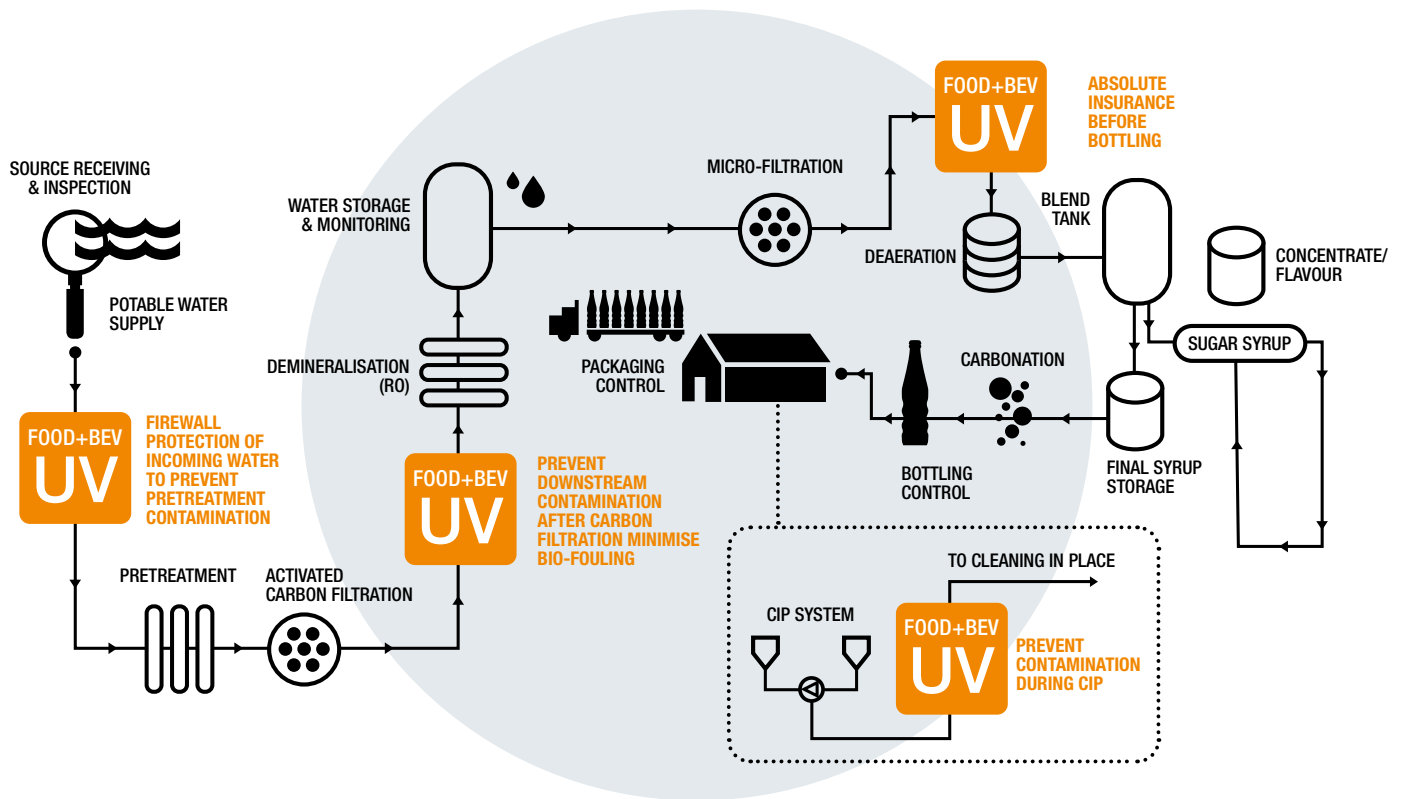 SOURCE RECEIVING
& INSPECTION
POTABLE WATER
SUPPLY
FOOD+BEV
UV
FIREWALL
PROTECTION OF
INCOMING WATER
TO PREVENT
PRETREATMENT
CONTAMINATION
PRETREATMENT
ACTIVATED
CARBON FILTRATION
FOOD+BEV
UV
PREVENT
DOWNSTREAM
CONTAMINATION
AFTER CARBON
FILTRATION MINIMISE
BIO-FOULING
DEMINERALISATION
(RO)
WATER STORAGE
& MONITORING
MICRO-FILTRATION
FOOD+BEV
UV
ABSOLUTE
INSURANCE
BEFORE
BOTTLING
DEAERATION
BLEND
TANK
CONCENTRATE/
FLAVOUR
SUGAR SYRUP
FINAL SYRUP
STORAGE
CARBONATION
BOTTLING
CONTROL
PACKAGING
CONTROL
TO CLEANING IN PLACE
CIP SYSTEM
FOOD+BEV
UV
PREVENT
CONTAMINATION
DURING CIP